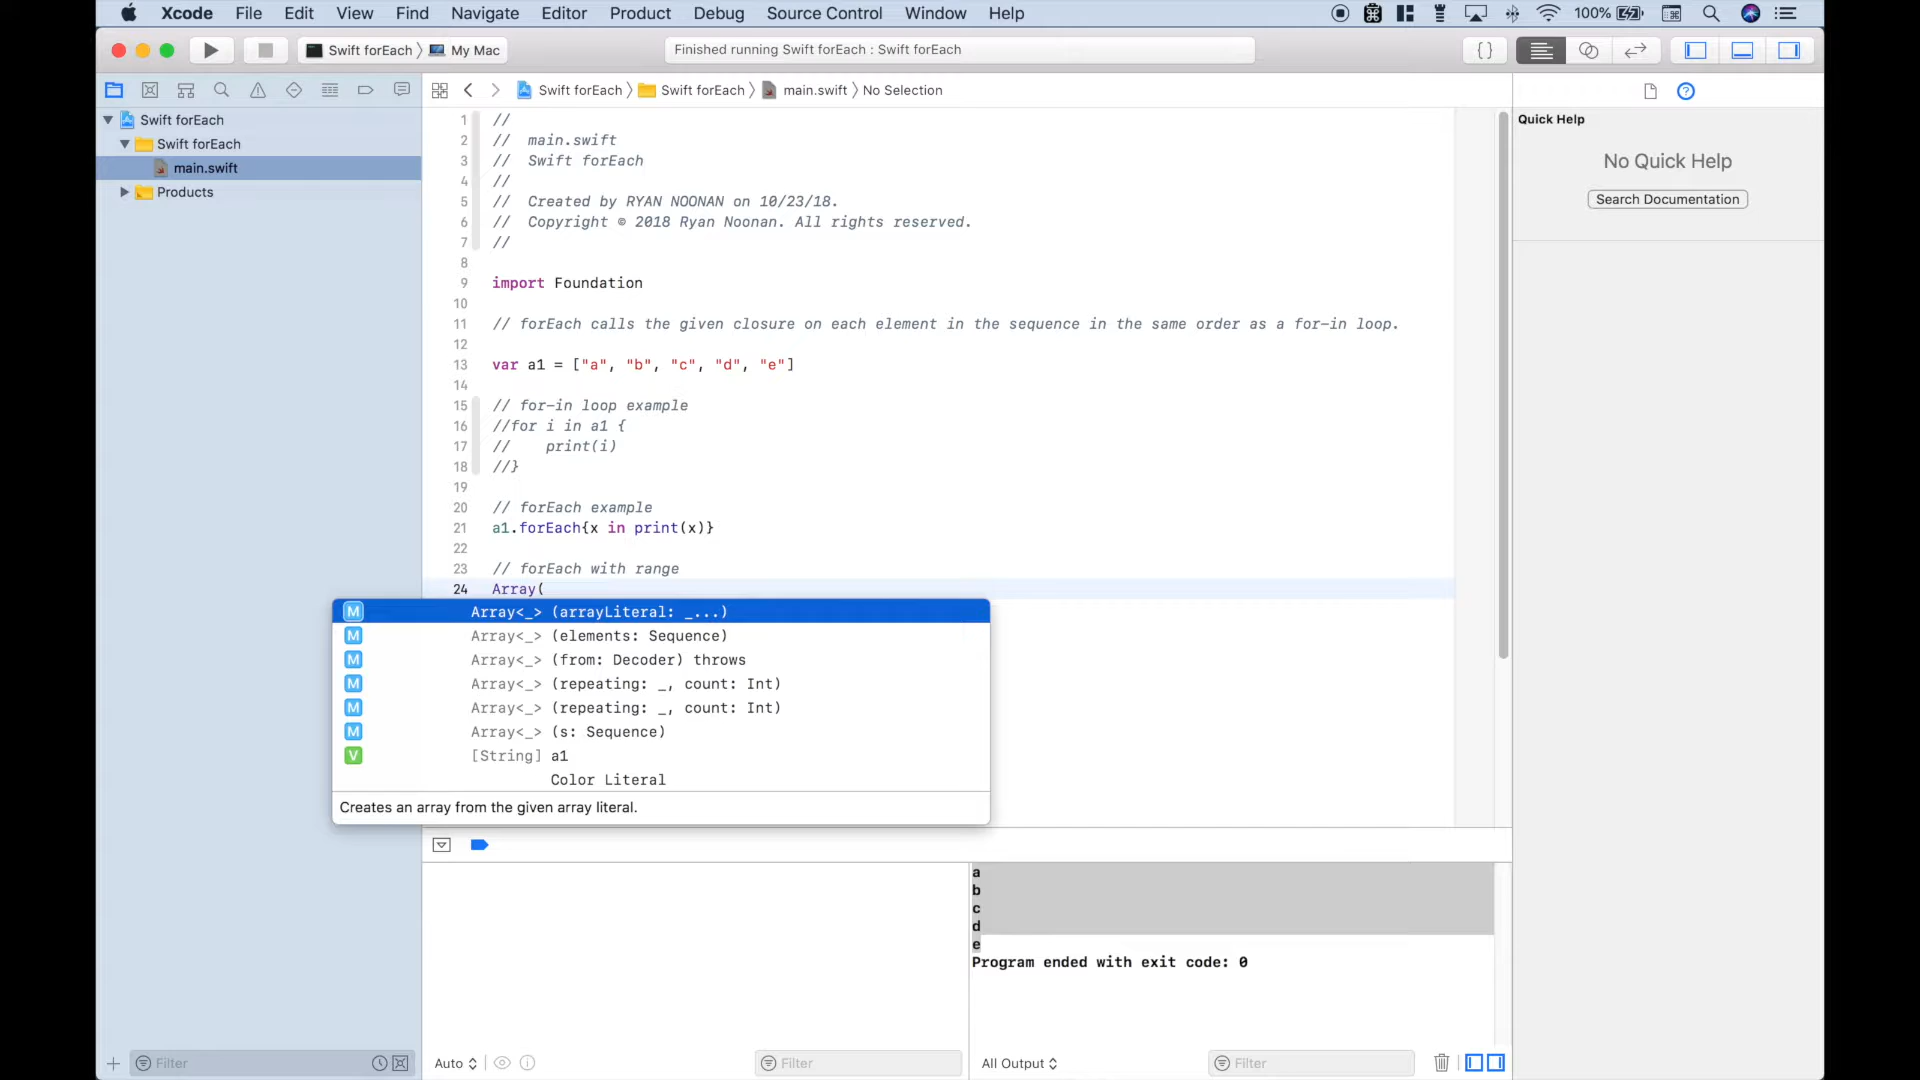 Xcode File Edit View Find Navigate Editor Product Debug Source Control Window Help 100%
Swift forEach My Mac
Finished running Swift forEach : Swift forEach
{ }
Swift forEach
Swift forEach
main.swift
Products
Swift forEach Swift forEach main.swift No Selection
1 //
2 // main.swift
3 // Swift forEach
4 //
5 // Created by RYAN NOONAN on 10/23/18.
6 // Copyright © 2018 Ryan Noonan. All rights reserved.
7 //
8
9 import Foundation
10
11 // forEach calls the given closure on each element in the sequence in the same order as a for-in loop.
12
13 var a1 = ["a", "b", "c", "d", "e"]
14
15 // for-in loop example
16 //for i in a1 {
17 //    print(i)
18 //}
19
20 // forEach example
21 a1.forEach{x in print(x)}
22
23 // forEach with range
24 Array(
M Array<_> (arrayLiteral: _...)
M Array<_> (elements: Sequence)
M Array<_> (from: Decoder) throws
M Array<_> (repeating: _, count: Int)
M Array<_> (repeating: _, count: Int)
M Array<_> (s: Sequence)
V [String] a1
Color Literal
Creates an array from the given array literal.
Quick Help
No Quick Help
Search Documentation
a
b
c
d
e
Program ended with exit code: 0
Filter
Auto
Filter
All Output
Filter